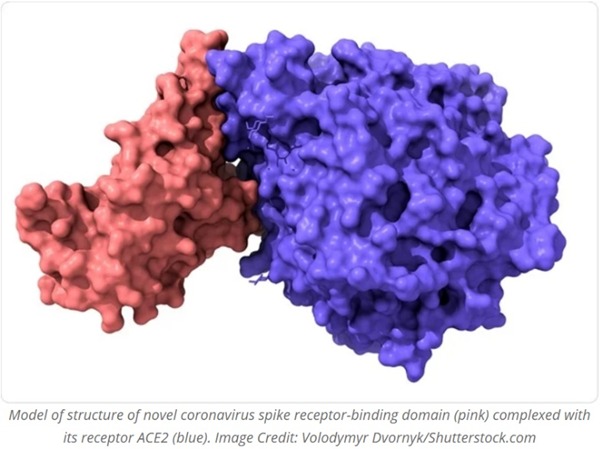 Model of structure of novel coronavirus spike receptor-binding domain (pink) complexed with
its receptor ACE2 (blue). Image Credit: Volodymyr Dvornyk/Shutterstock.com